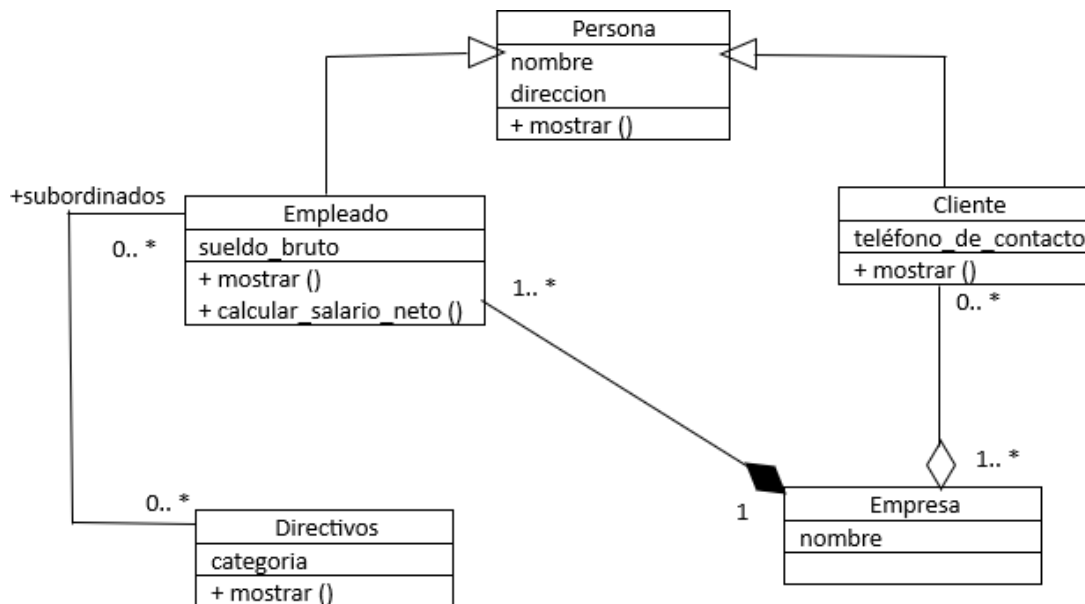 Persona
nombre
direccion
+ mostrar ()
+subordinados
0.. *
Empleado
sueldo_bruto
+ mostrar ()
+ calcular_salario_neto ()
1.. *
Cliente
teléfono_de_contacto
+ mostrar ()
0.. *
0.. *
Directivos
categoria
+ mostrar ()
1
1.. *
Empresa
nombre